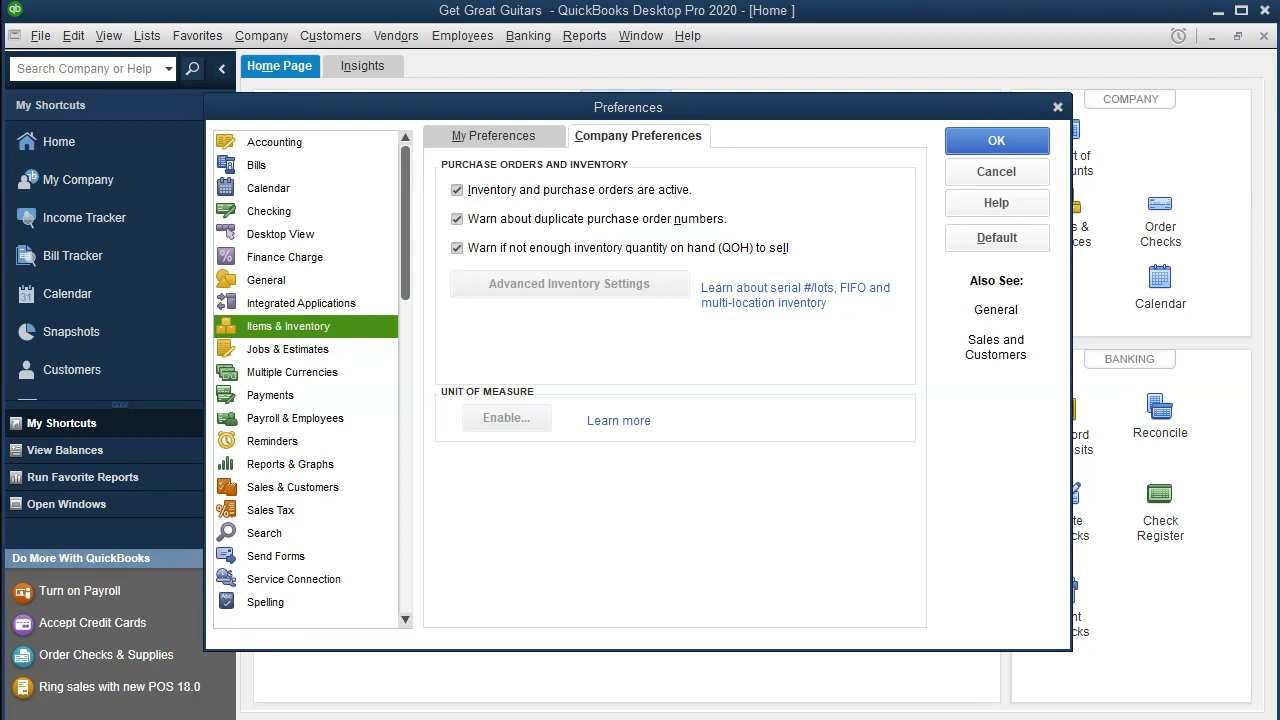 Get Great Guitars - QuickBooks Desktop Pro 2020 - [Home ]
File Edit View Lists Favorites Company Customers Vendors Employees Banking Reports Window Help
Search Company or Help
Home Page Insights
My Shortcuts
Home
My Company
Income Tracker
Bill Tracker
Calendar
Snapshots
Customers
My Shortcuts
View Balances
Run Favorite Reports
Open Windows
Do More With QuickBooks
Turn on Payroll
Accept Credit Cards
Order Checks & Supplies
Ring sales with new POS 18.0
Preferences
Accounting
Bills
Calendar
Checking
Desktop View
Finance Charge
General
Integrated Applications
Items & Inventory
Jobs & Estimates
Multiple Currencies
Payments
Payroll & Employees
Reminders
Reports & Graphs
Sales & Customers
Sales Tax
Search
Send Forms
Service Connection
Abc
Spelling
My Preferences Company Preferences
PURCHASE ORDERS AND INVENTORY
Inventory and purchase orders are active.
Warn about duplicate purchase order numbers.
Warn if not enough inventory quantity on hand (QOH) to sell
Advanced Inventory Settings
Learn about serial #/lots, FIFO and
multi-location inventory
UNIT OF MEASURE
Enable...
Learn more
OK
Cancel
Help
Default
Also See:
General
Sales and
Customers
COMPANY
Order
Checks
Calendar
BANKING
Reconcile
Check
Register